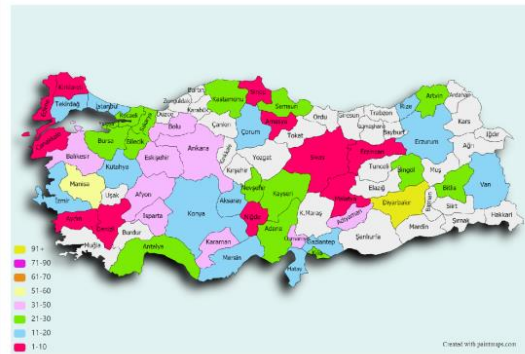 Tekirdağ
İstanbul
Kocaeli
Bolu
Kastamonu
Samsun
Ordu
Giresun
Trabzon
Rize
Artvin
Ardahan
Kars
Çankırı
Çorum
Tokat
Bayburt
Erzurum
Iğdır
Ağrı
Bursa
Bilecik
Ankara
Balıkesir
Kütahya
Eskişehir
Yozgat
Sivas
Erzincan
Tunceli
Bingöl
Muş
Kırşehir
Nevşehir
Kayseri
Elazığ
Bitlis
Van
Manisa
Uşak
Afyon
İzmir
Aksaray
Malatya
Diyarbakır
Siirt
Hakkari
Aydın
Denizli
Isparta
Konya
Niğde
K.Maraş
Adıyaman
Şırnak
Burdur
Adana
Mardin
Muğla
Antalya
Karaman
Mersin
Osmaniye
Gaziantep
Şanlıurfa
Hatay
91+
71-90
61-70
51-60
31-50
21-30
11-20
1-10
Created with paintmaps.com